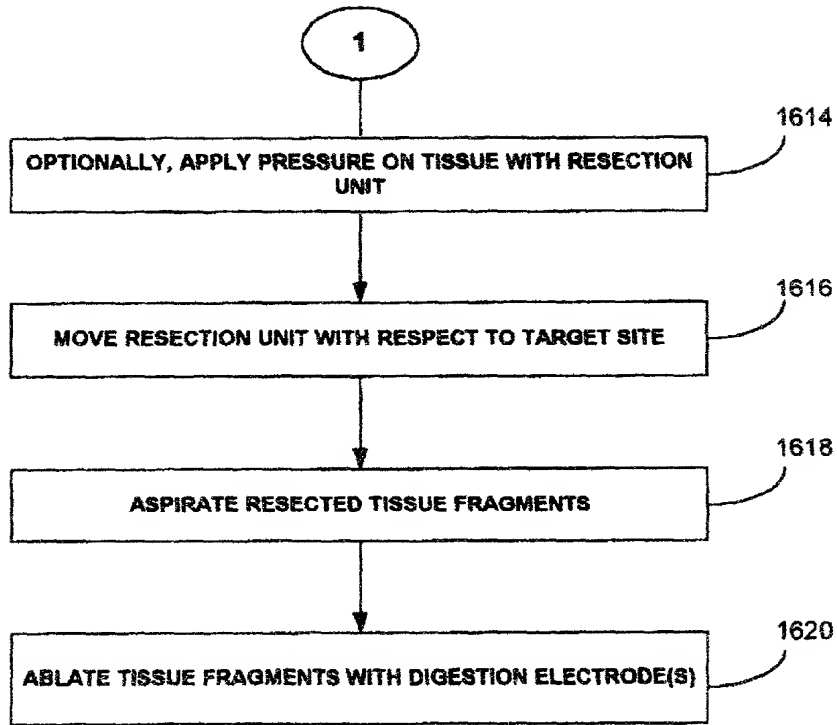 1
1614
OPTIONALLY, APPLY PRESSURE ON TISSUE WITH RESECTION
UNIT
1616
MOVE RESECTION UNIT WITH RESPECT TO TARGET SITE
1618
ASPIRATE RESECTED TISSUE FRAGMENTS
1620
ABLATE TISSUE FRAGMENTS WITH DIGESTION ELECTRODE(S)